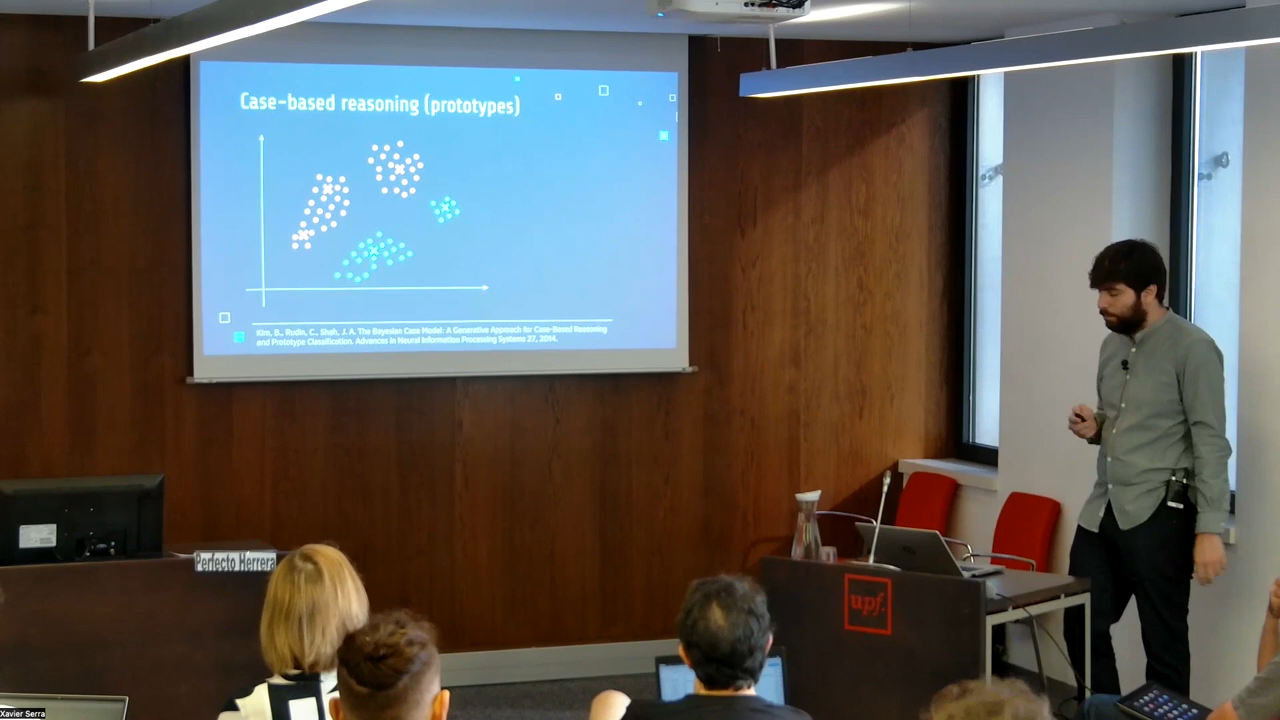 Case-based reasoning (prototypes)
Kim, B., Rudin, C., Shah, J. A. The Bayesian Case Model: A Generative Approach for Case-Based Reasoning
and Prototype Classification. Advances in Neural Information Processing Systems 27, 2014.
Perfecto Herrera
upf.
Xavier Serra